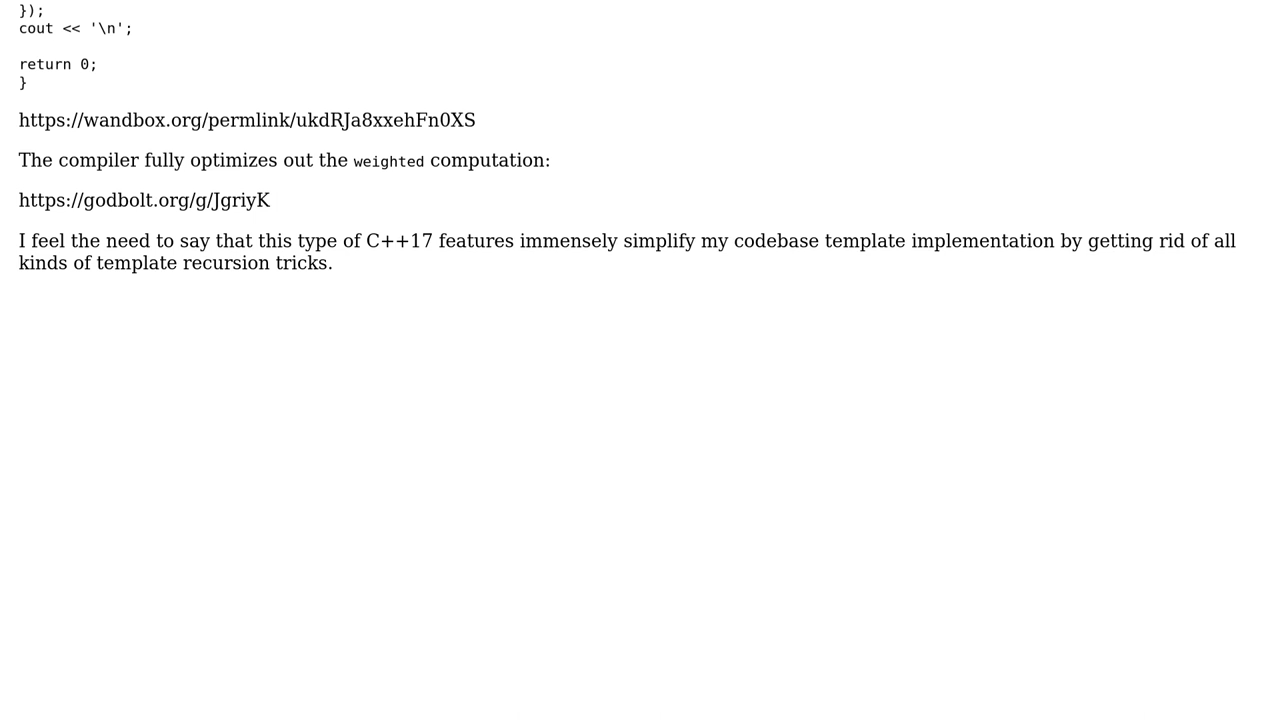 });
cout << '\n';
return 0;
}
https://wandbox.org/permlink/ukdRJa8xxehFn0XS
The compiler fully optimizes out the weighted computation:
https://godbolt.org/g/JgriyK
I feel the need to say that this type of C++17 features immensely simplify my codebase template implementation by getting rid of all
kinds of template recursion tricks.